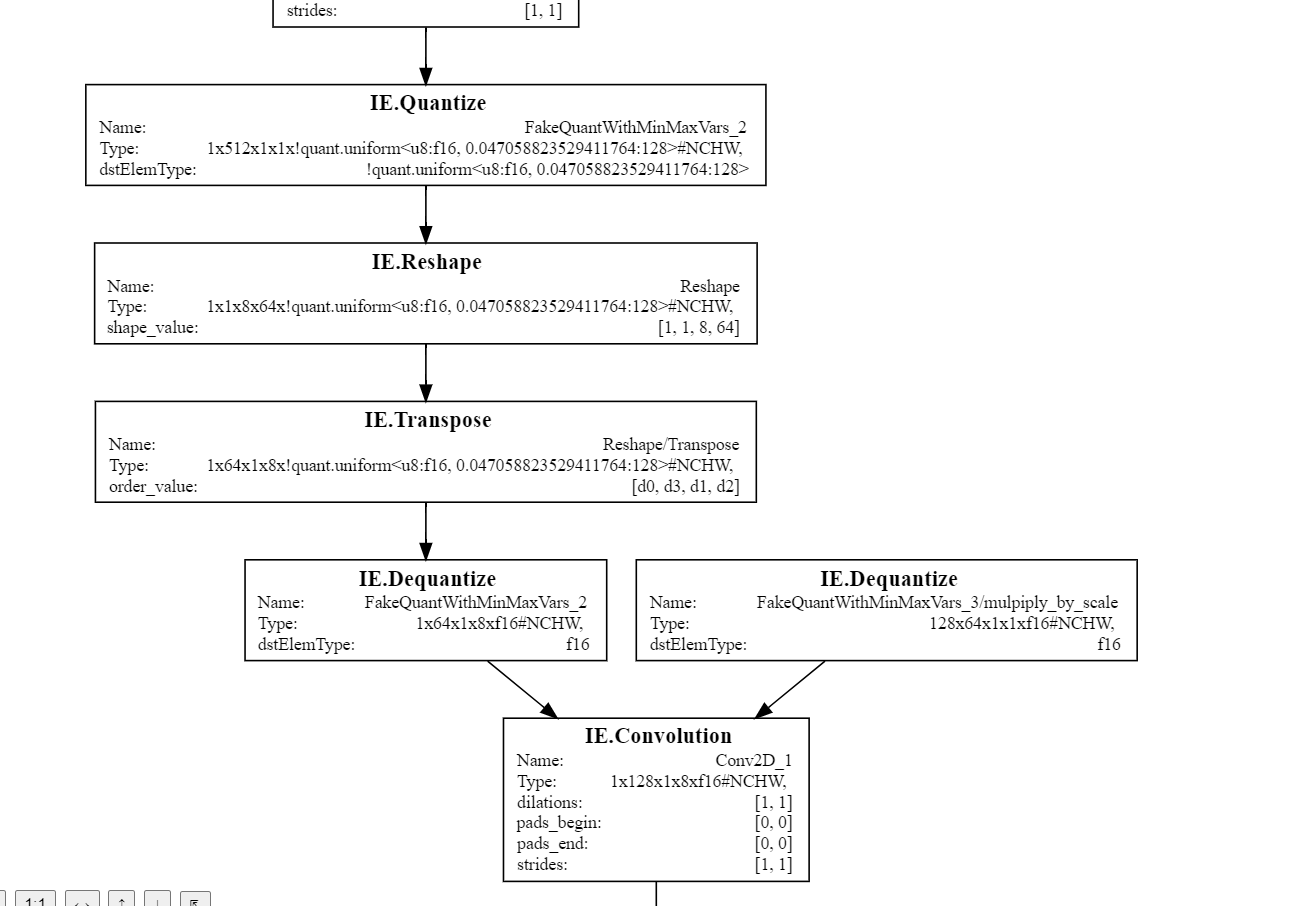 strides: [1, 1]
IE.Quantize
Name: FakeQuantWithMinMaxVars_2
Type: 1x512x1x1x!quant.uniform<u8:f16, 0.047058823529411764:128>#NCHW,
dstElemType: !quant.uniform<u8:f16, 0.047058823529411764:128>
IE.Reshape
Name: Reshape
Type: 1x1x8x64x!quant.uniform<u8:f16, 0.047058823529411764:128>#NCHW,
shape_value: [1, 1, 8, 64]
IE.Transpose
Name: Reshape/Transpose
Type: 1x64x1x8x!quant.uniform<u8:f16, 0.047058823529411764:128>#NCHW,
order_value: [d0, d3, d1, d2]
IE.Dequantize
Name: FakeQuantWithMinMaxVars_2
Type: 1x64x1x8xf16#NCHW,
dstElemType: f16
IE.Dequantize
Name: FakeQuantWithMinMaxVars_3/mulpiply_by_scale
Type: 128x64x1x1xf16#NCHW,
dstElemType: f16
IE.Convolution
Name: Conv2D_1
Type: 1x128x1x8xf16#NCHW,
dilations: [1, 1]
pads_begin: [0, 0]
pads_end: [0, 0]
strides: [1, 1]
1:1